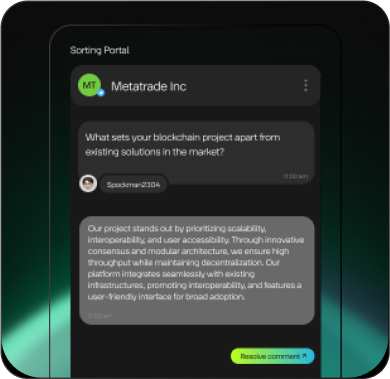 Sorting Portal
MT
Metatrade Inc
What sets your blockchain project apart from
existing solutions in the market?
11:00 am
Spockman2304
Our project stands out by prioritizing scalability,
interoperability, and user accessibility. Through innovative
consensus and modular architecture, we ensure high
throughput while maintaining decentralization. Our
platform integrates seamlessly with existing
infrastructures, promoting interoperability, and features a
user-friendly interface for broad adoption.
11:00 am
Resolve comment